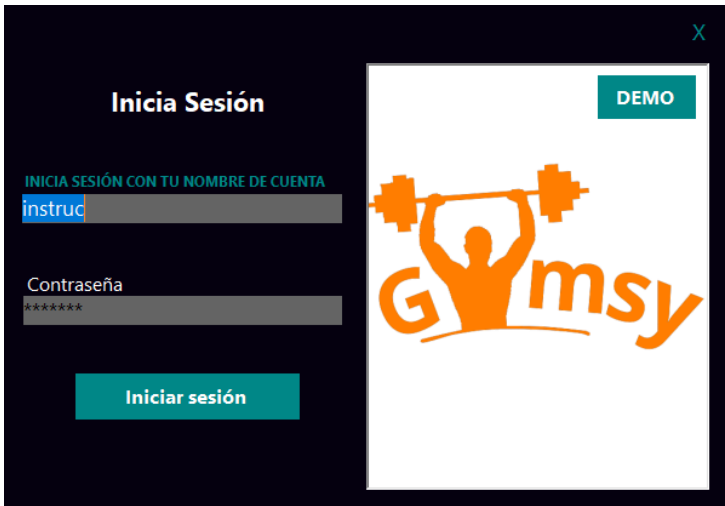 X
Inicia Sesión
DEMO
INICIA SESIÓN CON TU NOMBRE DE CUENTA
instruc
Contraseña
*******
Iniciar sesión
Gymsy